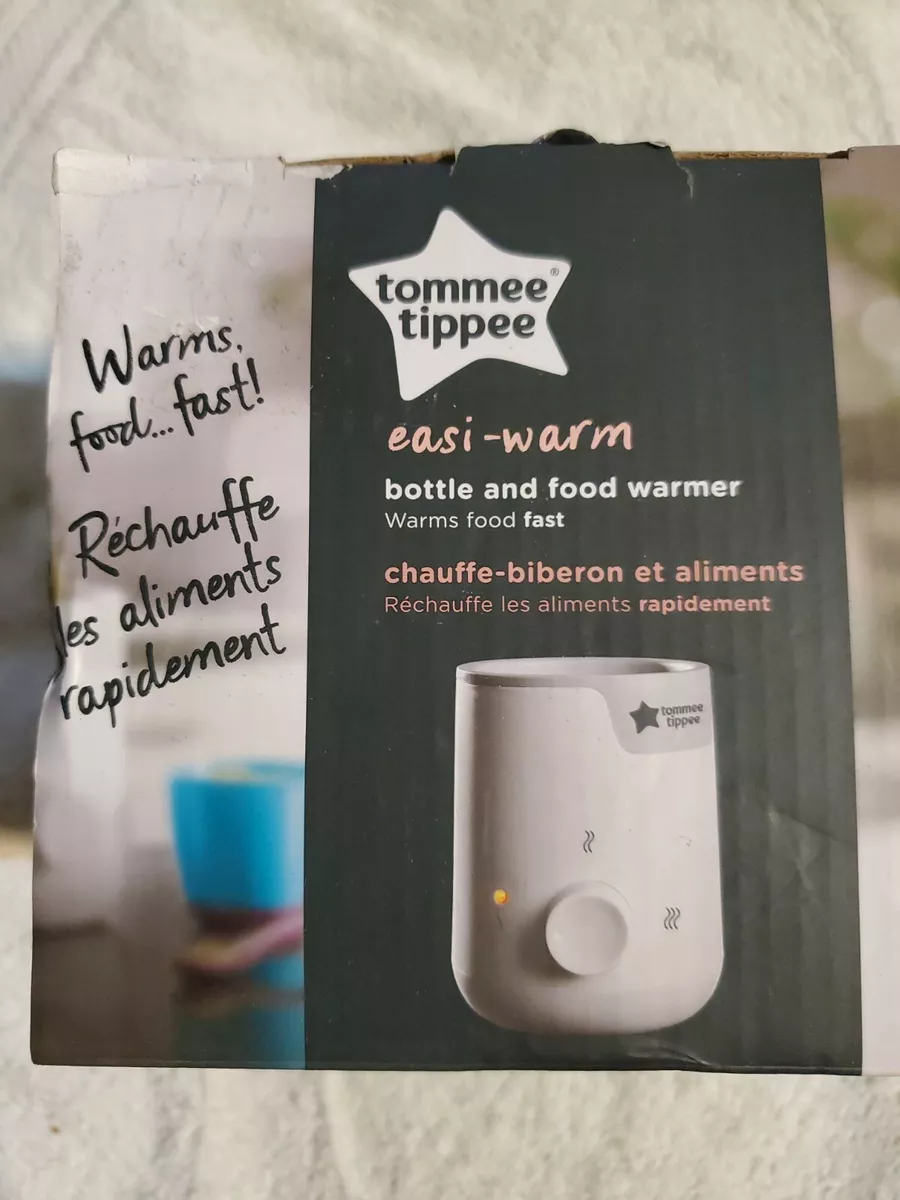 Warms,
food... fast!
Réchauffe
les aliments
rapidement
tommee®
tippee
easi-warm
bottle and food warmer
Warms food fast
chauffe-biberon et aliments
Réchauffe les aliments rapidement
tommee
tippee